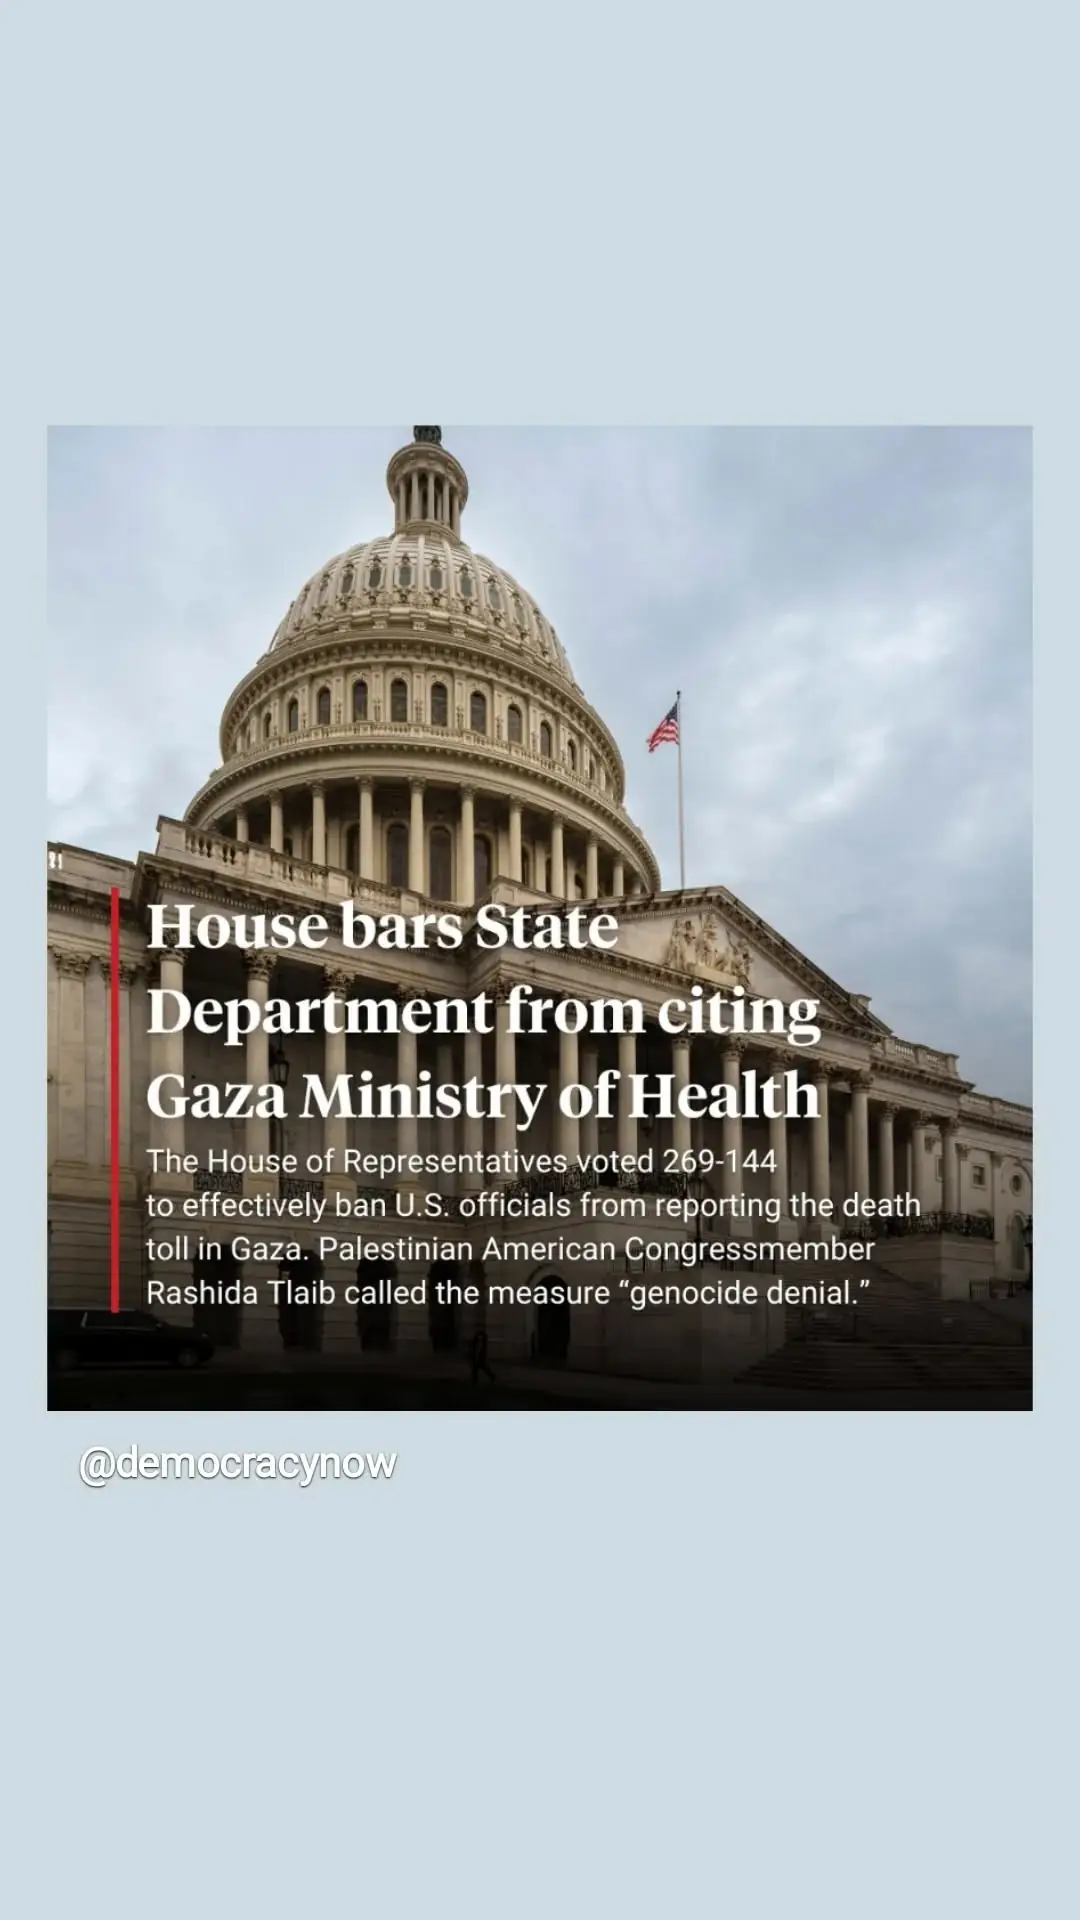 House bars State
Department from citing
Gaza Ministry of Health
The House of Representatives voted 269-144
to effectively ban U.S. officials from reporting the death
toll in Gaza. Palestinian American Congressmember
Rashida Tlaib called the measure “genocide denial.”
@democracynow